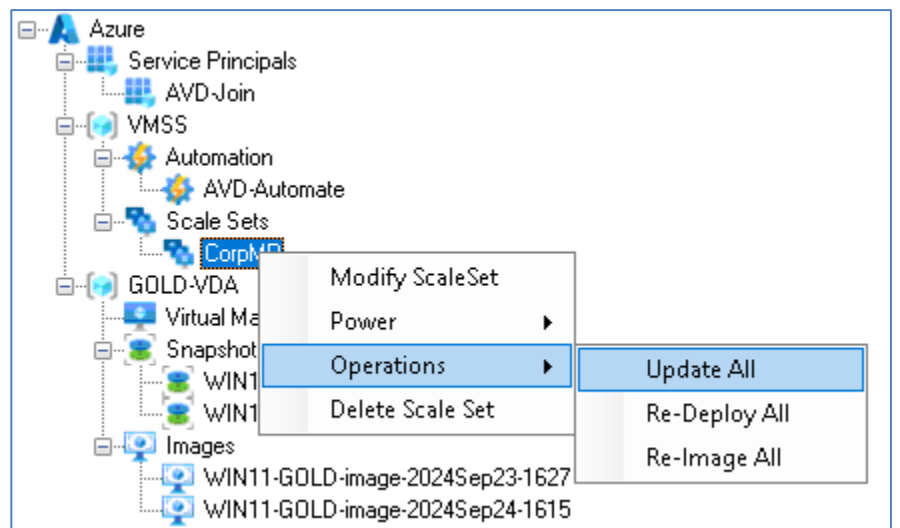 Azure
Service Principals
AVD-Join
VMSS
Automation
AVD-Automate
Scale Sets
GOLD-VDA
Virtual
Snapshot
Images
WIN11-GOLD-image-2024Sep23-1627
WIN11-GOLD-image-2024Sep24-1615
Modify ScaleSet
Power
Operations
Delete Scale Set
Update All
Re-Deploy All
Re-Image All